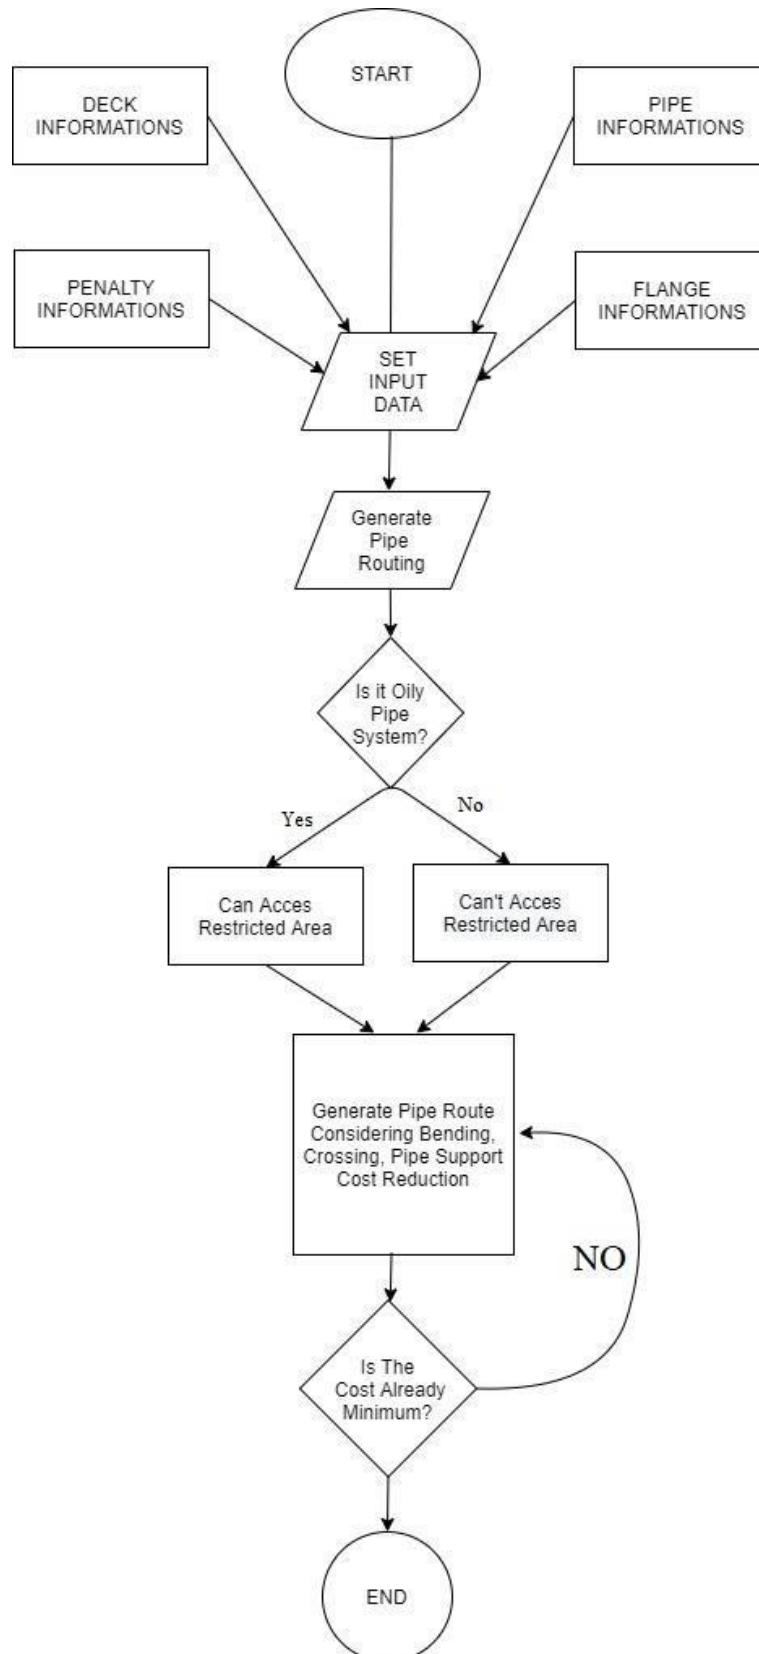 START
DECK
INFORMATIONS
PIPE
INFORMATIONS
PENALTY
INFORMATIONS
FLANGE
INFORMATIONS
SET
INPUT
DATA
Generate
Pipe
Routing
Is it Oily
Pipe
System?
Yes
No
Can Acces
Restricted Area
Can't Acces
Restricted Area
Generate Pipe Route
Considering Bending,
Crossing, Pipe Support
Cost Reduction
NO
Is The
Cost Already
Minimum?
END